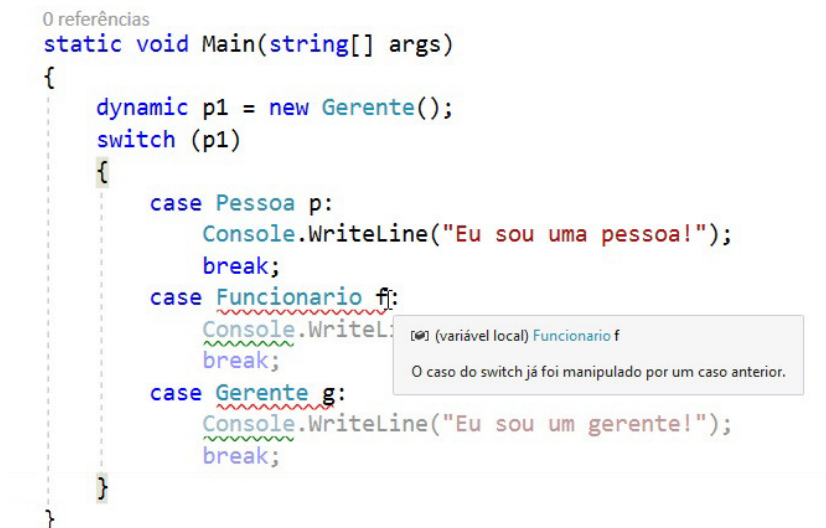 0 referências
static void Main(string[] args)
{
dynamic p1 = new Gerente();
switch (p1)
{
case Pessoa p:
Console.WriteLine("Eu sou uma pessoa!");
break;
case Funcionario f:
Console.WriteLi
(variável local) Funcionario f
break;
O caso do switch já foi manipulado por um caso anterior.
case Gerente g:
Console.WriteLine("Eu sou um gerente!");
break;
}
}